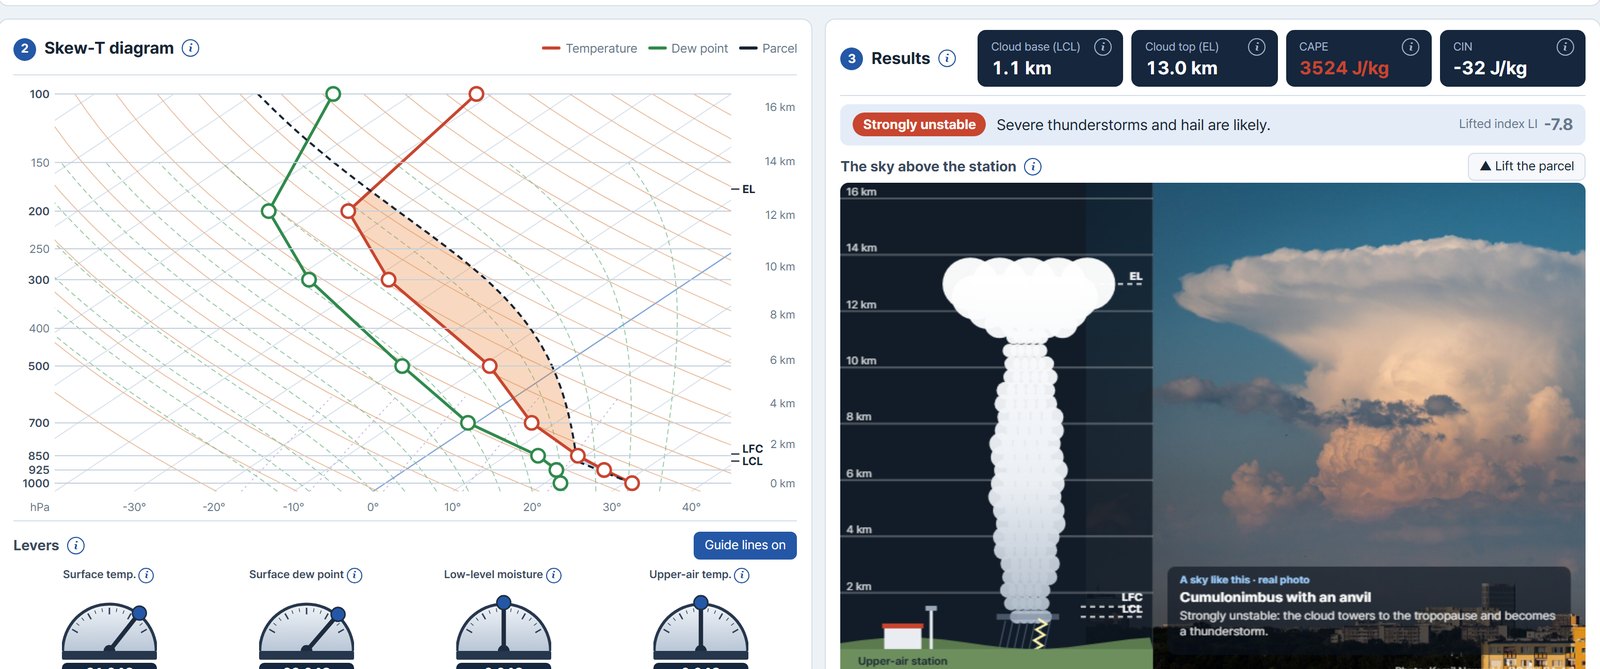 2 Skew-T diagram i
Temperature Dew point Parcel
100
150
200
250
300
400
500
700
850
925
1000
hPa
-30° -20° -10° 0° 10° 20° 30° 40°
16 km
14 km
EL
12 km
10 km
8 km
6 km
4 km
2 km
LFC
LCL
0 km
Levers i
Guide lines on
Surface temp. i
Surface dew point i
Low-level moisture i
Upper-air temp. i
3 Results i
Cloud base (LCL) i
1.1 km
Cloud top (EL) i
13.0 km
CAPE i
3524 J/kg
CIN i
-32 J/kg
Strongly unstable Severe thunderstorms and hail are likely.
Lifted index LI -7.8
The sky above the station i
▲ Lift the parcel
16 km
14 km
EL
12 km
10 km
8 km
6 km
4 km
2 km
LFC
LCL
Upper-air station
A sky like this · real photo
Cumulonimbus with an anvil
Strongly unstable: the cloud towers to the tropopause and becomes
a thunderstorm.